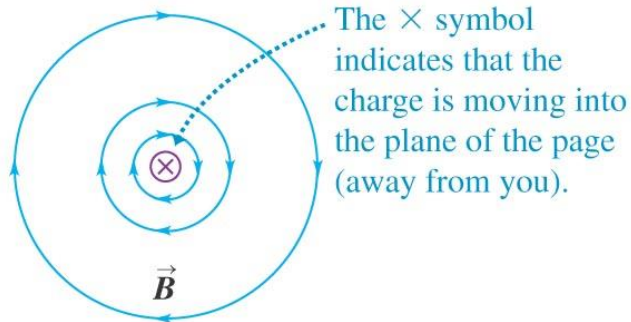 The × symbol
indicates that the
charge is moving into
the plane of the page
(away from you).
B⃗